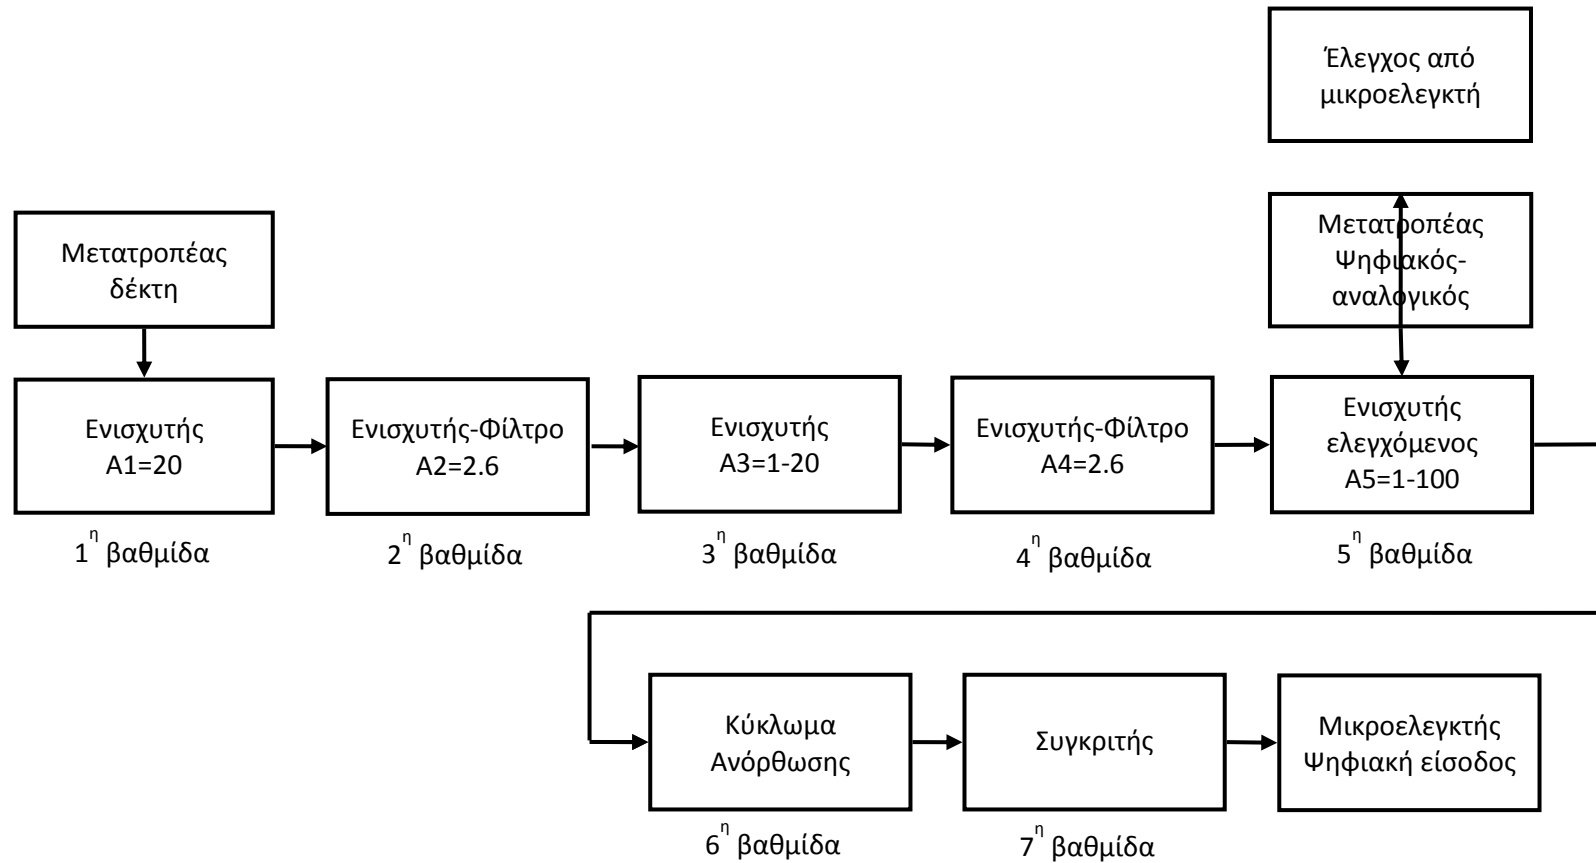 Έλεγχος από
μικροελεγκτή
Μετατροπέας
δέκτη
Μετατροπέας
Ψηφιακός-
αναλογικός
Ενισχυτής
A1=20
Ενισχυτής-Φίλτρο
A2=2.6
Ενισχυτής
A3=1-20
Ενισχυτής-Φίλτρο
A4=2.6
Ενισχυτής
ελεγχόμενος
A5=1-100
1η βαθμίδα
2η βαθμίδα
3η βαθμίδα
4η βαθμίδα
5η βαθμίδα
Κύκλωμα
Ανόρθωσης
Συγκριτής
Μικροελεγκτής
Ψηφιακή είσοδος
6η βαθμίδα
7η βαθμίδα